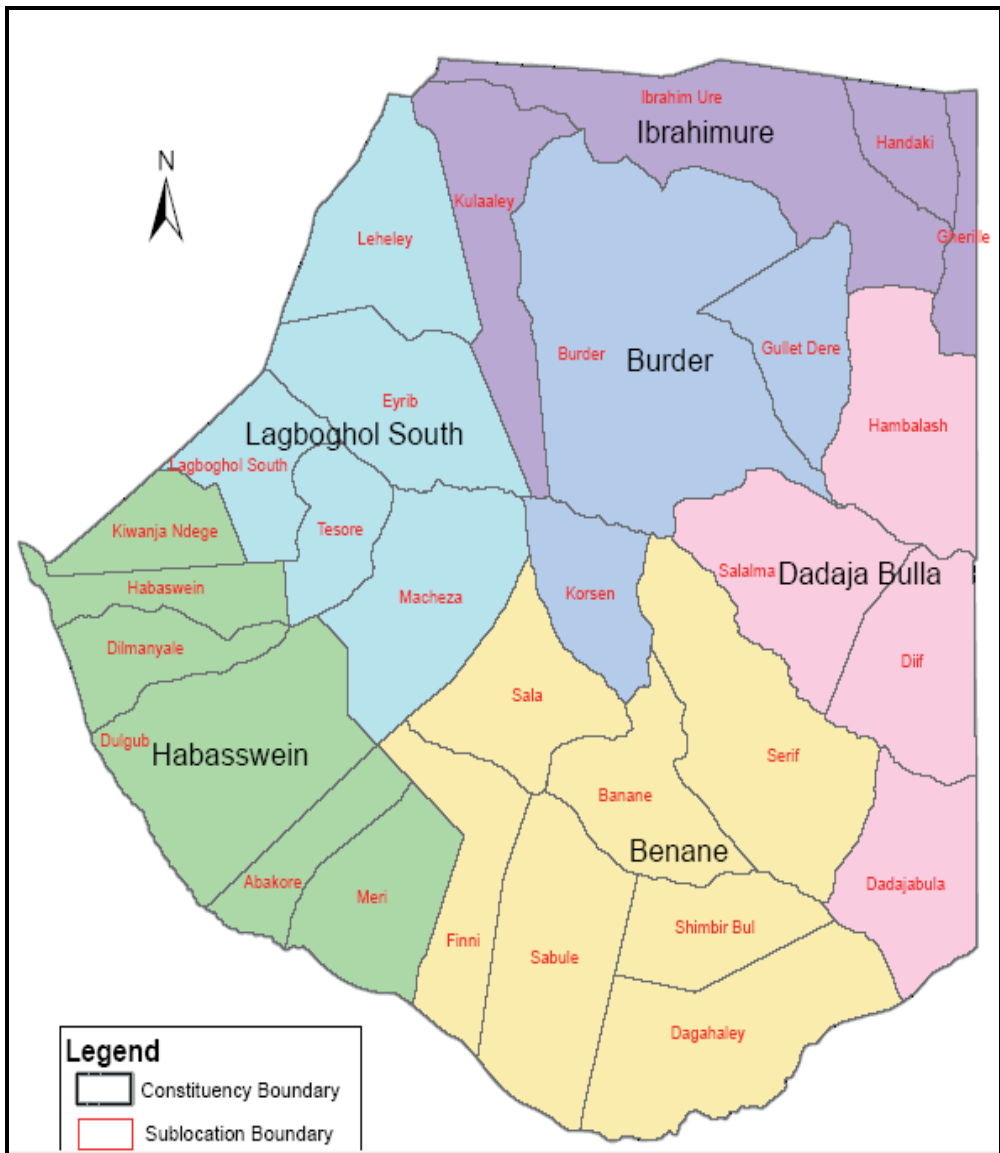 Ibrahim Ure
Ibrahimure
Handaki
N
Kulaaley
Leheley
Gherille
Burder
Burder
Gullet Dere
Eyrib
Hambalash
Lagboghol South
Lagboghol South
Kiwanja Ndege
Tesore
Salalma
Dadaja Bulla
Habaswein
Macheza
Korsen
Dilmanyale
Diif
Sala
Dulgub
Habasswein
Serif
Banane
Benane
Abakore
Meri
Dadajabula
Finni
Shimbir Bul
Sabule
Dagahaley
Legend
Constituency Boundary
Sublocation Boundary